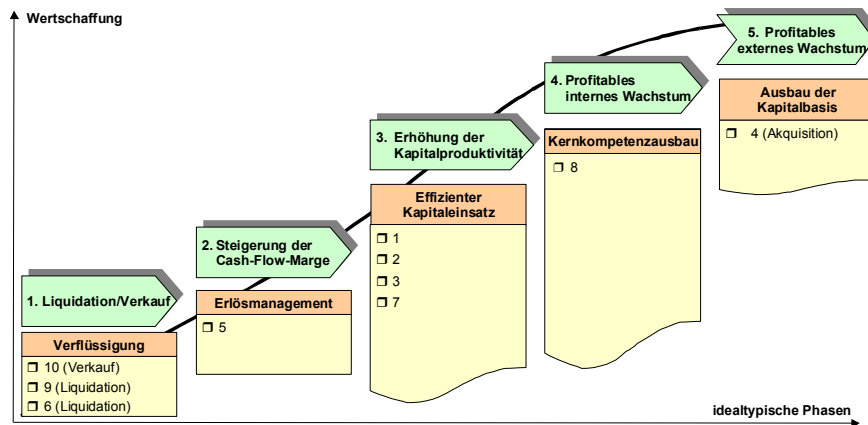 Wertschaffung
5. Profitables
externes Wachstum
4. Profitables
internes Wachstum
Ausbau der
Kapitalbasis
❒ 4 (Akquisition)
3. Erhöhung der
Kapitalproduktivität
Kernkompetenzausbau
❒ 8
Effizienter
Kapitaleinsatz
❒ 1
❒ 2
❒ 3
❒ 7
2. Steigerung der
Cash-Flow-Marge
Erlösmanagement
❒ 5
1. Liquidation/Verkauf
Verflüssigung
❒ 10 (Verkauf)
❒ 9 (Liquidation)
❒ 6 (Liquidation)
idealtypische Phasen